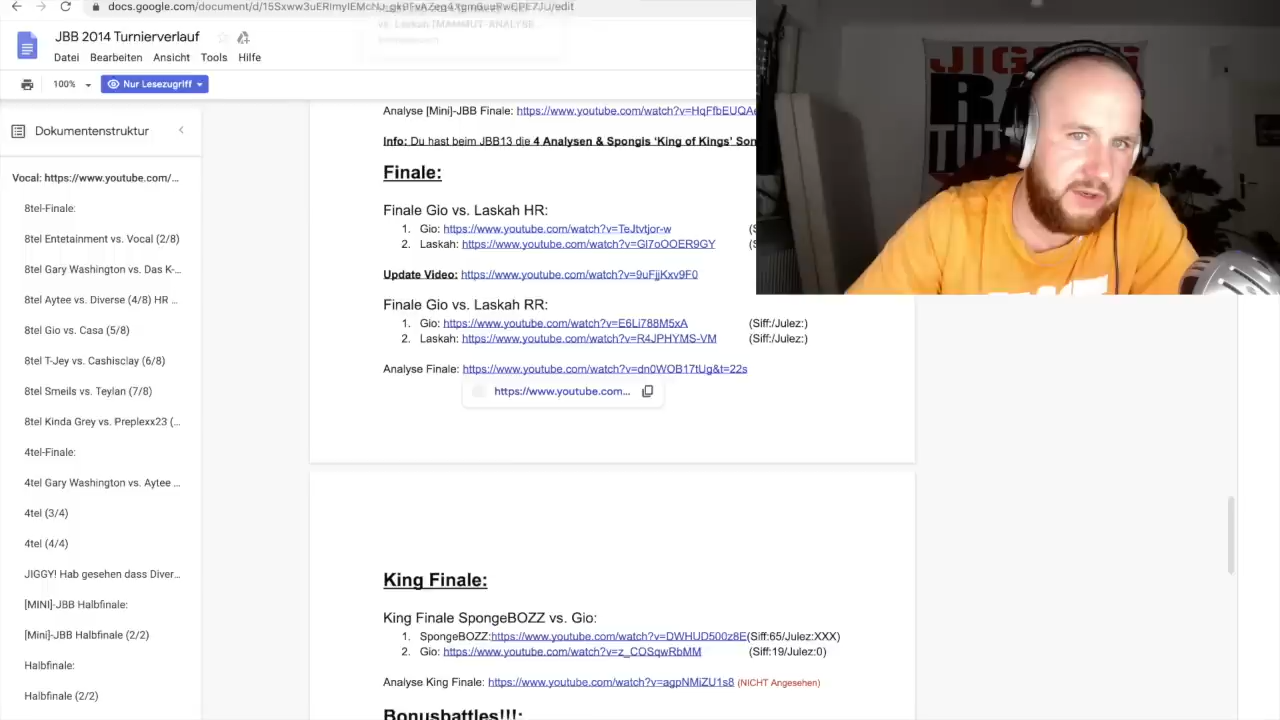 docs.google.com/document/d/
JBB 2014 Turnierverlauf
Datei Bearbeiten Ansicht Tools Hilfe
100% Nur Lesezugriff
Dokumentenstruktur
Vocal: https://www.youtube.com/...
8tel-Finale:
8tel Entetainment vs. Vocal (2/8)
8tel Gary Washington vs. Das K-...
8tel Aytee vs. Diverse (4/8) HR ...
8tel Gio vs. Casa (5/8)
8tel T-Jey vs. Cashisclay (6/8)
8tel Smeils vs. Teylan (7/8)
8tel Kinda Grey vs. Preplexx23 (...
4tel-Finale:
4tel Gary Washington vs. Aytee ...
4tel (3/4)
4tel (4/4)
JIGGY! Hab gesehen dass Diver...
[MINI]-JBB Halbfinale:
[Mini]-JBB Halbfinale (2/2)
Halbfinale:
Halbfinale (2/2)
Analyse [Mini]-JBB Finale: https://www.youtube.com/watch?v=HqFfbEUQAe
Info: Du hast beim JBB13 die 4 Analysen & Spongis 'King of Kings' Son
Finale:
Finale Gio vs. Laskah HR:
1. Gio: https://www.youtube.com/watch?v=TeJtvtjor-w
2. Laskah: https://www.youtube.com/watch?v=Gl7oOOER9GY
Update Video: https://www.youtube.com/watch?v=9uFjjKxv9F0
Finale Gio vs. Laskah RR:
1. Gio: https://www.youtube.com/watch?v=E6Li788M5xA (Siff:/Julez:)
2. Laskah: https://www.youtube.com/watch?v=R4JPHYMS-VM (Siff:/Julez:)
Analyse Finale: https://www.youtube.com/watch?v=dn0WOB17tUg&t=22s
https://www.youtube.com...
King Finale:
King Finale SpongeBOZZ vs. Gio:
1. SpongeBOZZ:https://www.youtube.com/watch?v=DWHUD500z8E(Siff:65/Julez:XXX)
2. Gio: https://www.youtube.com/watch?v=z_COSqwRbMM (Siff:19/Julez:0)
Analyse King Finale: https://www.youtube.com/watch?v=agpNMiZU1s8 (NICHT Angesehen)
Bonusbattles!!!: